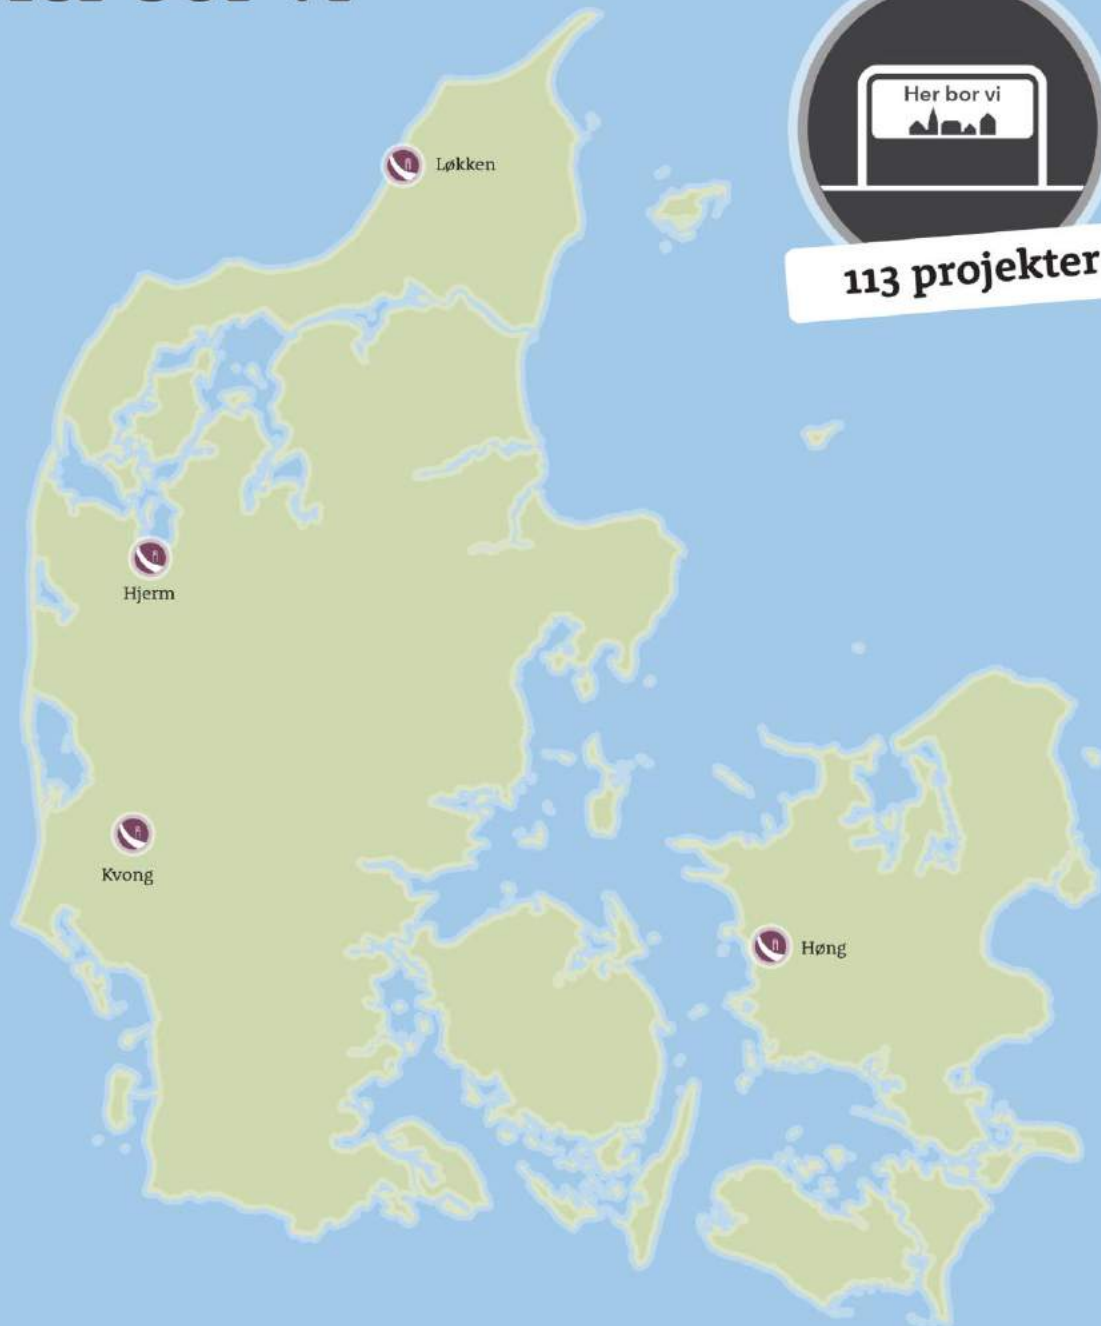 Her bor vi
113 projekter
Løkken
Hjerm
Kvong
Høng